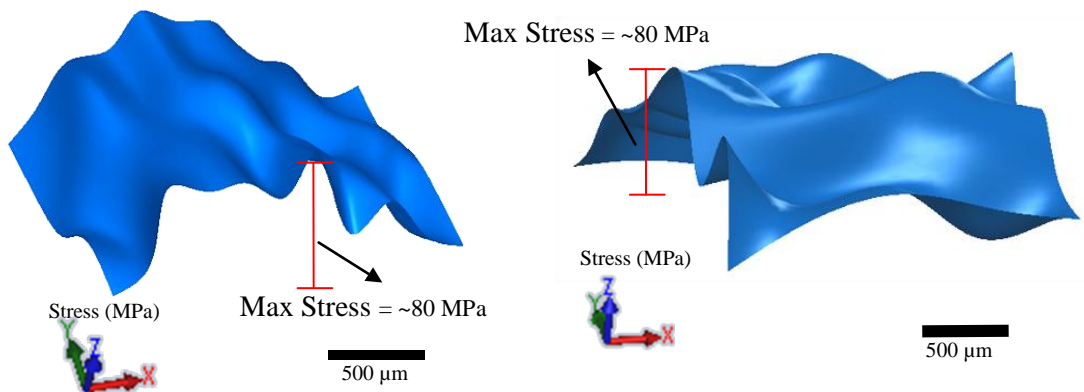 Max Stress = ~80 MPa
Stress (MPa)
Y
Z
X
Max Stress = ~80 MPa
500 µm
Stress (MPa)
Z
Y
X
500 µm